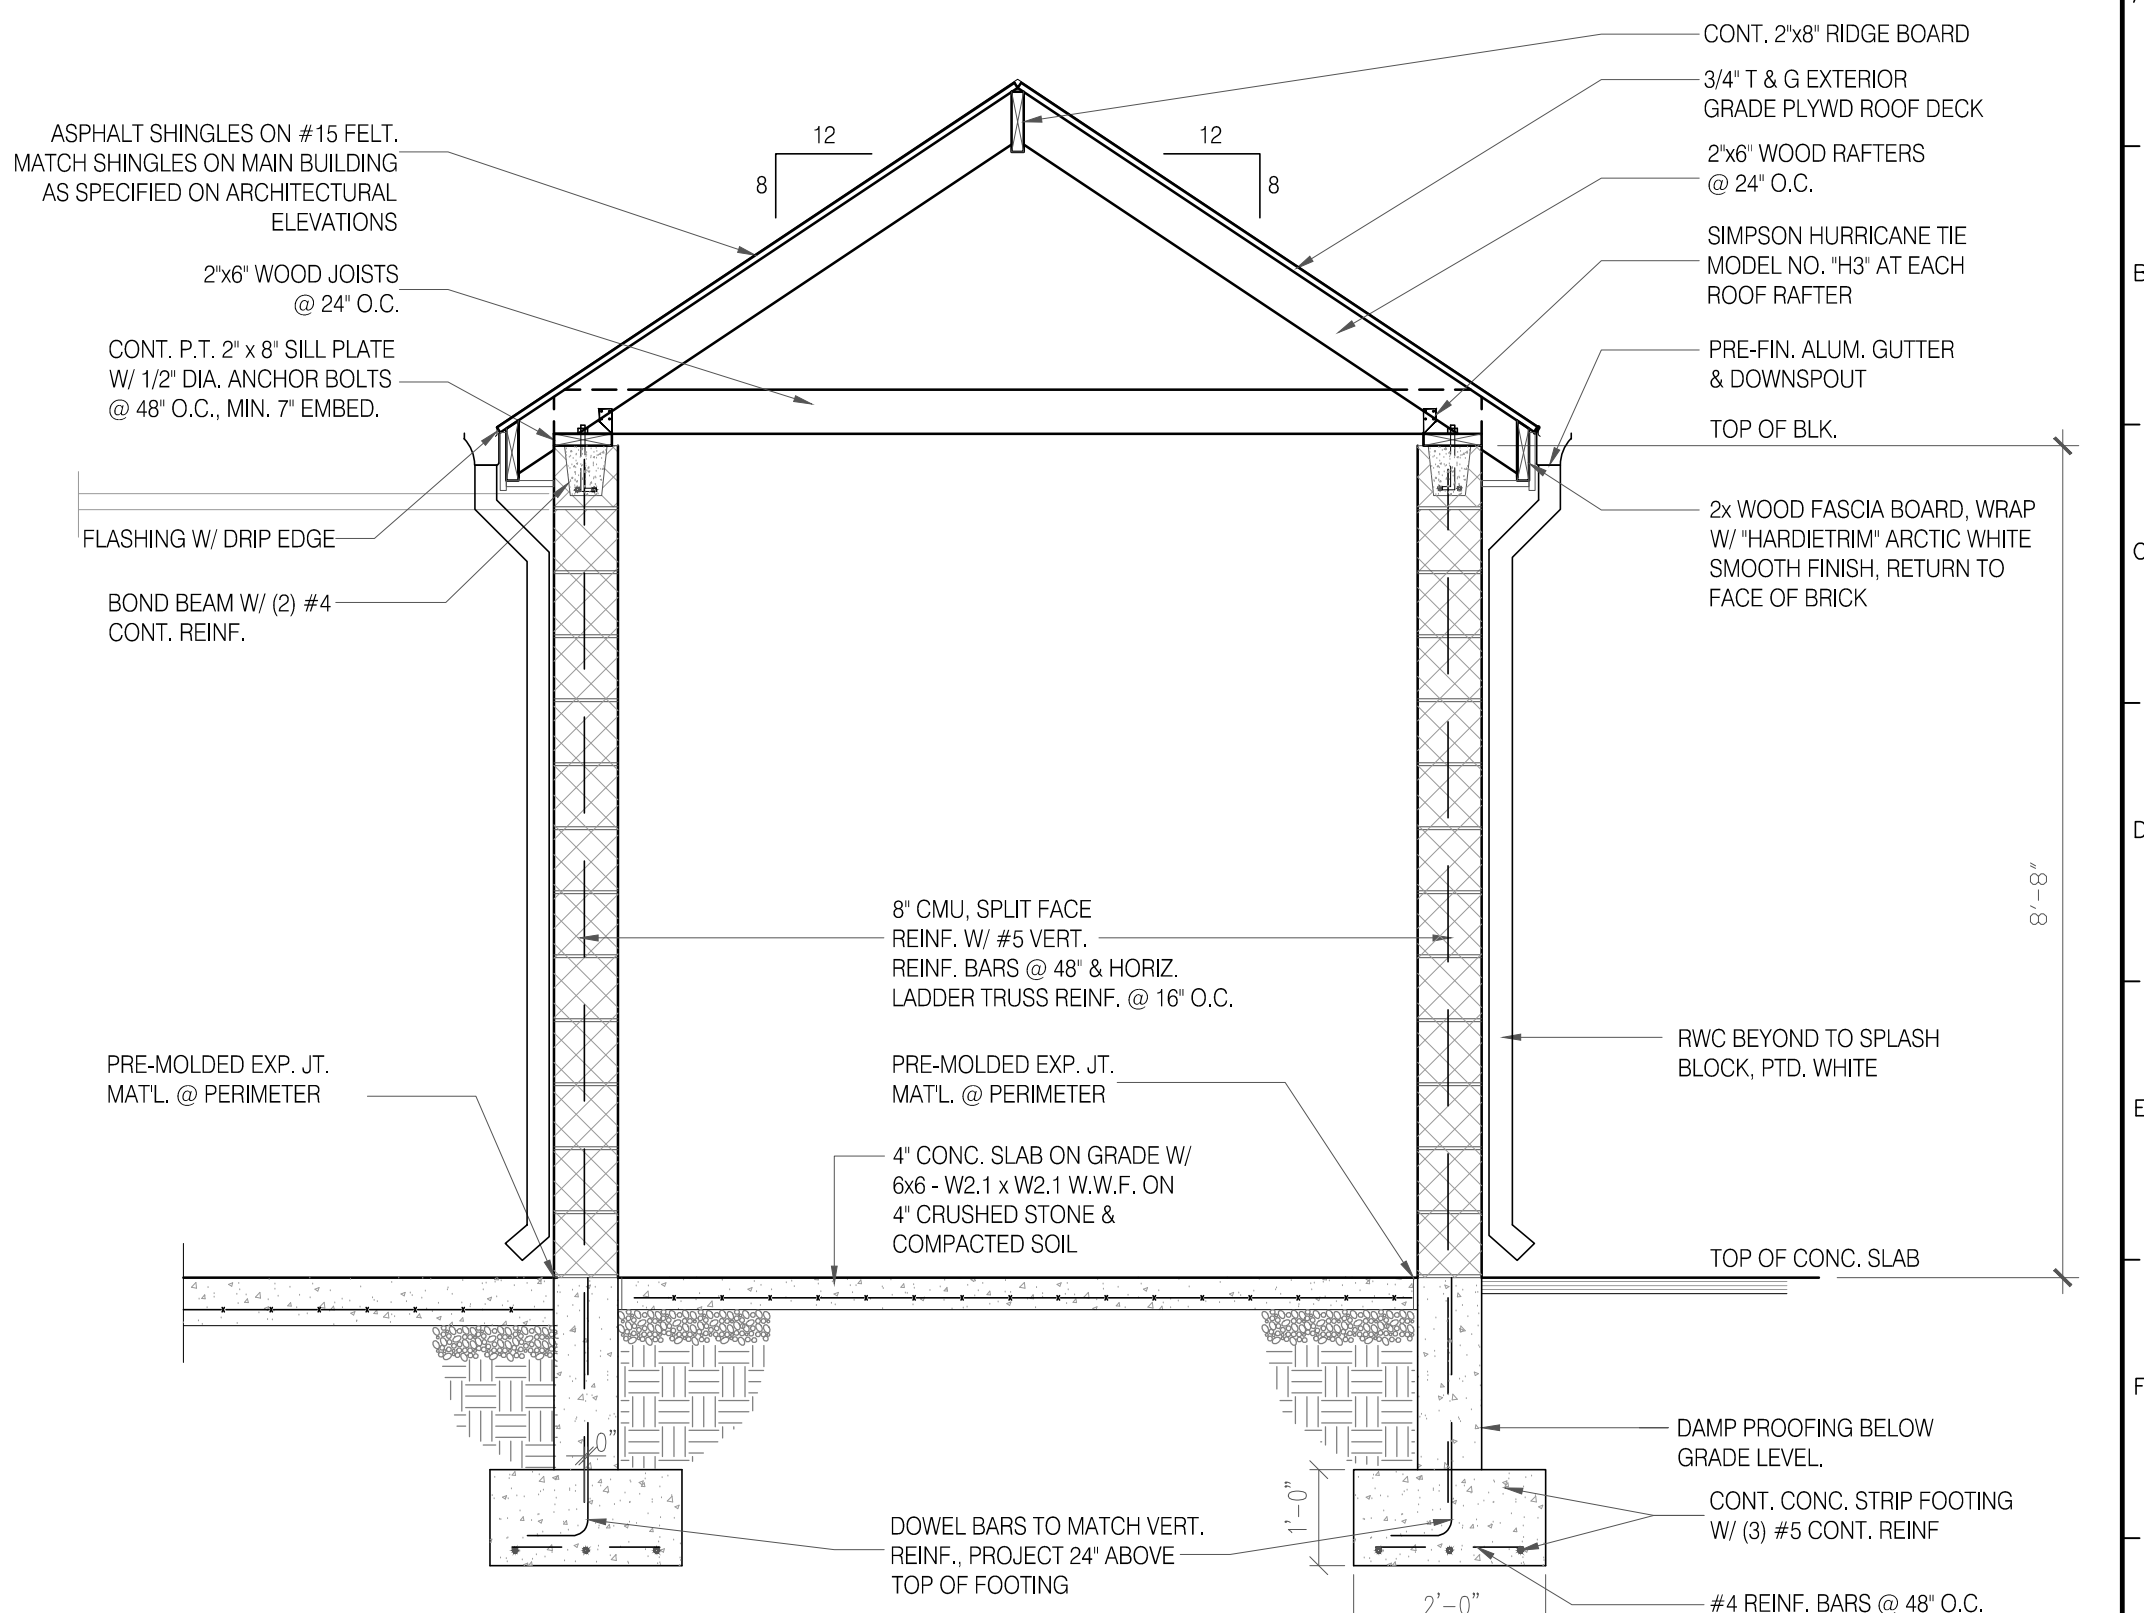 ASPHALT SHINGLES ON #15 FELT.
MATCH SHINGLES ON MAIN BUILDING
AS SPECIFIED ON ARCHITECTURAL
ELEVATIONS
2"x6" WOOD JOISTS
@ 24" O.C.
CONT. P.T. 2" x 8" SILL PLATE
W/ 1/2" DIA. ANCHOR BOLTS
@ 48" O.C., MIN. 7" EMBED.
FLASHING W/ DRIP EDGE
BOND BEAM W/ (2) #4
CONT. REINF.
PRE-MOLDED EXP. JT.
MAT'L. @ PERIMETER
12
8
12
8
8" CMU, SPLIT FACE
REINF. W/ #5 VERT.
REINF. BARS @ 48" & HORIZ.
LADDER TRUSS REINF. @ 16" O.C.
PRE-MOLDED EXP. JT.
MAT'L. @ PERIMETER
4" CONC. SLAB ON GRADE W/
6x6 - W2.1 x W2.1 W.W.F. ON
4" CRUSHED STONE &
COMPACTED SOIL
0"
DOWEL BARS TO MATCH VERT.
REINF., PROJECT 24" ABOVE
TOP OF FOOTING
1'-0"
2'-0"
CONT. 2"x8" RIDGE BOARD
3/4" T & G EXTERIOR
GRADE PLYWD ROOF DECK
2"x6" WOOD RAFTERS
@ 24" O.C.
SIMPSON HURRICANE TIE
MODEL NO. "H3" AT EACH
ROOF RAFTER
PRE-FIN. ALUM. GUTTER
& DOWNSPOUT
TOP OF BLK.
2x WOOD FASCIA BOARD, WRAP
W/ "HARDIETRIM" ARCTIC WHITE
SMOOTH FINISH, RETURN TO
FACE OF BRICK
8'-8"
RWC BEYOND TO SPLASH
BLOCK, PTD. WHITE
TOP OF CONC. SLAB
DAMP PROOFING BELOW
GRADE LEVEL.
CONT. CONC. STRIP FOOTING
W/ (3) #5 CONT. REINF
#4 REINF. BARS @ 48" O.C.
B
D
E
F